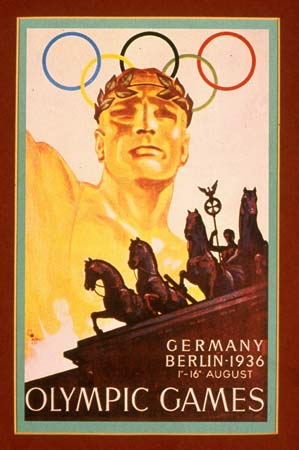 GERMANY
BERLIN·1936
1ST-16TH AUGUST
OLYMPIC GAMES